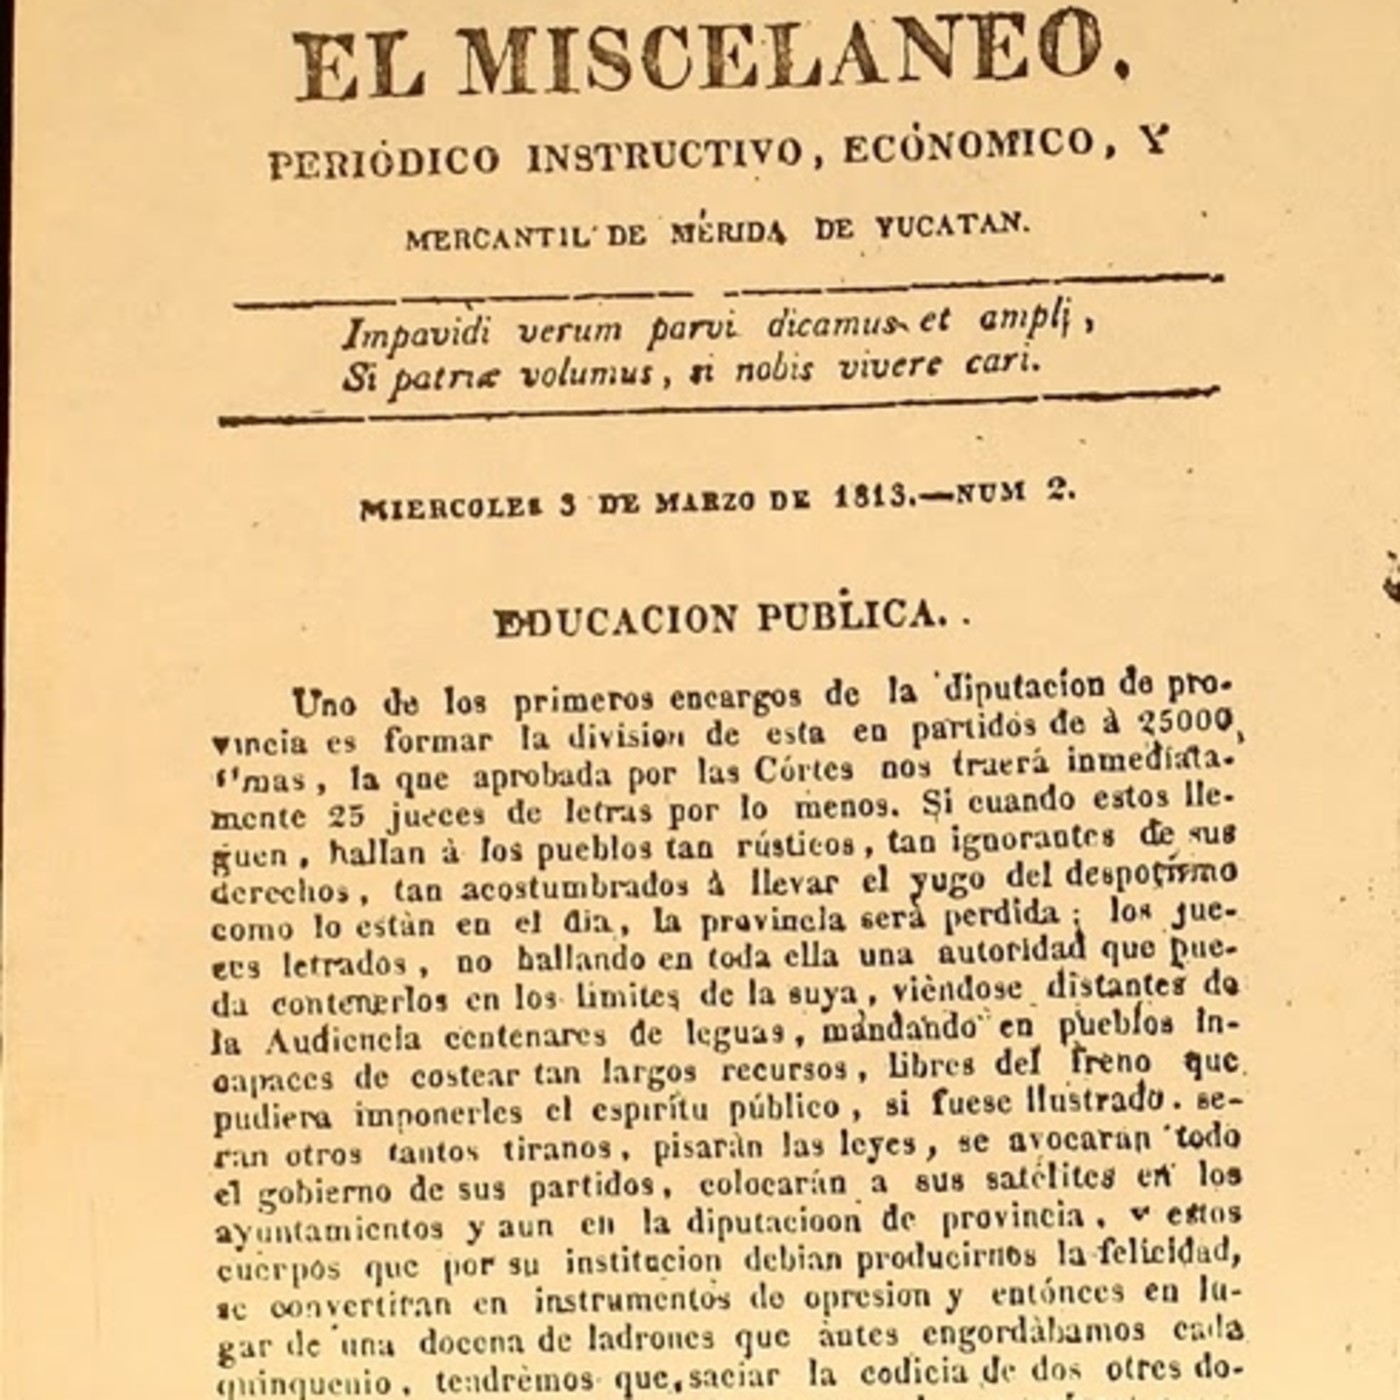 EL MISCELANEO.
PERIÓDICO INSTRUCTIVO, ECÓNOMICO, Y
MERCANTIL DE MÉRIDA DE YUCATAN.
Impavidi verum parvi dicamus et ampli,
Si patriæ volumus, si nobis vivere cari.
MIERCOLES 3 DE MARZO DE 1813.—NUM 2.
EDUCACION PUBLICA.
Uno de los primeros encargos de la diputacion de pro-
vincia es formar la division de esta en partidos de à 25000
, la que aprobada por las Córtes nos traerá inmediata-
mente 25 jueces de letras por lo menos. Si cuando estos lle-
guen, hallan à los pueblos tan rústicos, tan ignorantes de sus
derechos, tan acostumbrados à llevar el yugo del despotismo
como lo estàn en el dia, la provincia será perdida; los jue-
ces letrados, no hallando en toda ella una autoridad que pue-
da contenerlos en los limites de la suya, vièndose distantes de
la Audiencia centenares de leguas, mandando en pueblos in-
capaces de costear tan largos recursos, libres del freno que
pudiera imponerles el espirítu público, si fuese ilustrado. se-
ran otros tantos tiranos, pisaràn las leyes, se avocaran todo
el gobierno de sus partidos, colocarán a sus satélites en los
ayuntamientos y aun en la diputacioon de provincia, y estos
cuerpos que por su institucion debian producirnos la felicidad,
se convertiran en instrumentos de opresion y entónces en lu-
gar de una docena de ladrones que àntes engordàbamos cada
quinquenio, tendrèmos que saciar la codicia de dos otres do-